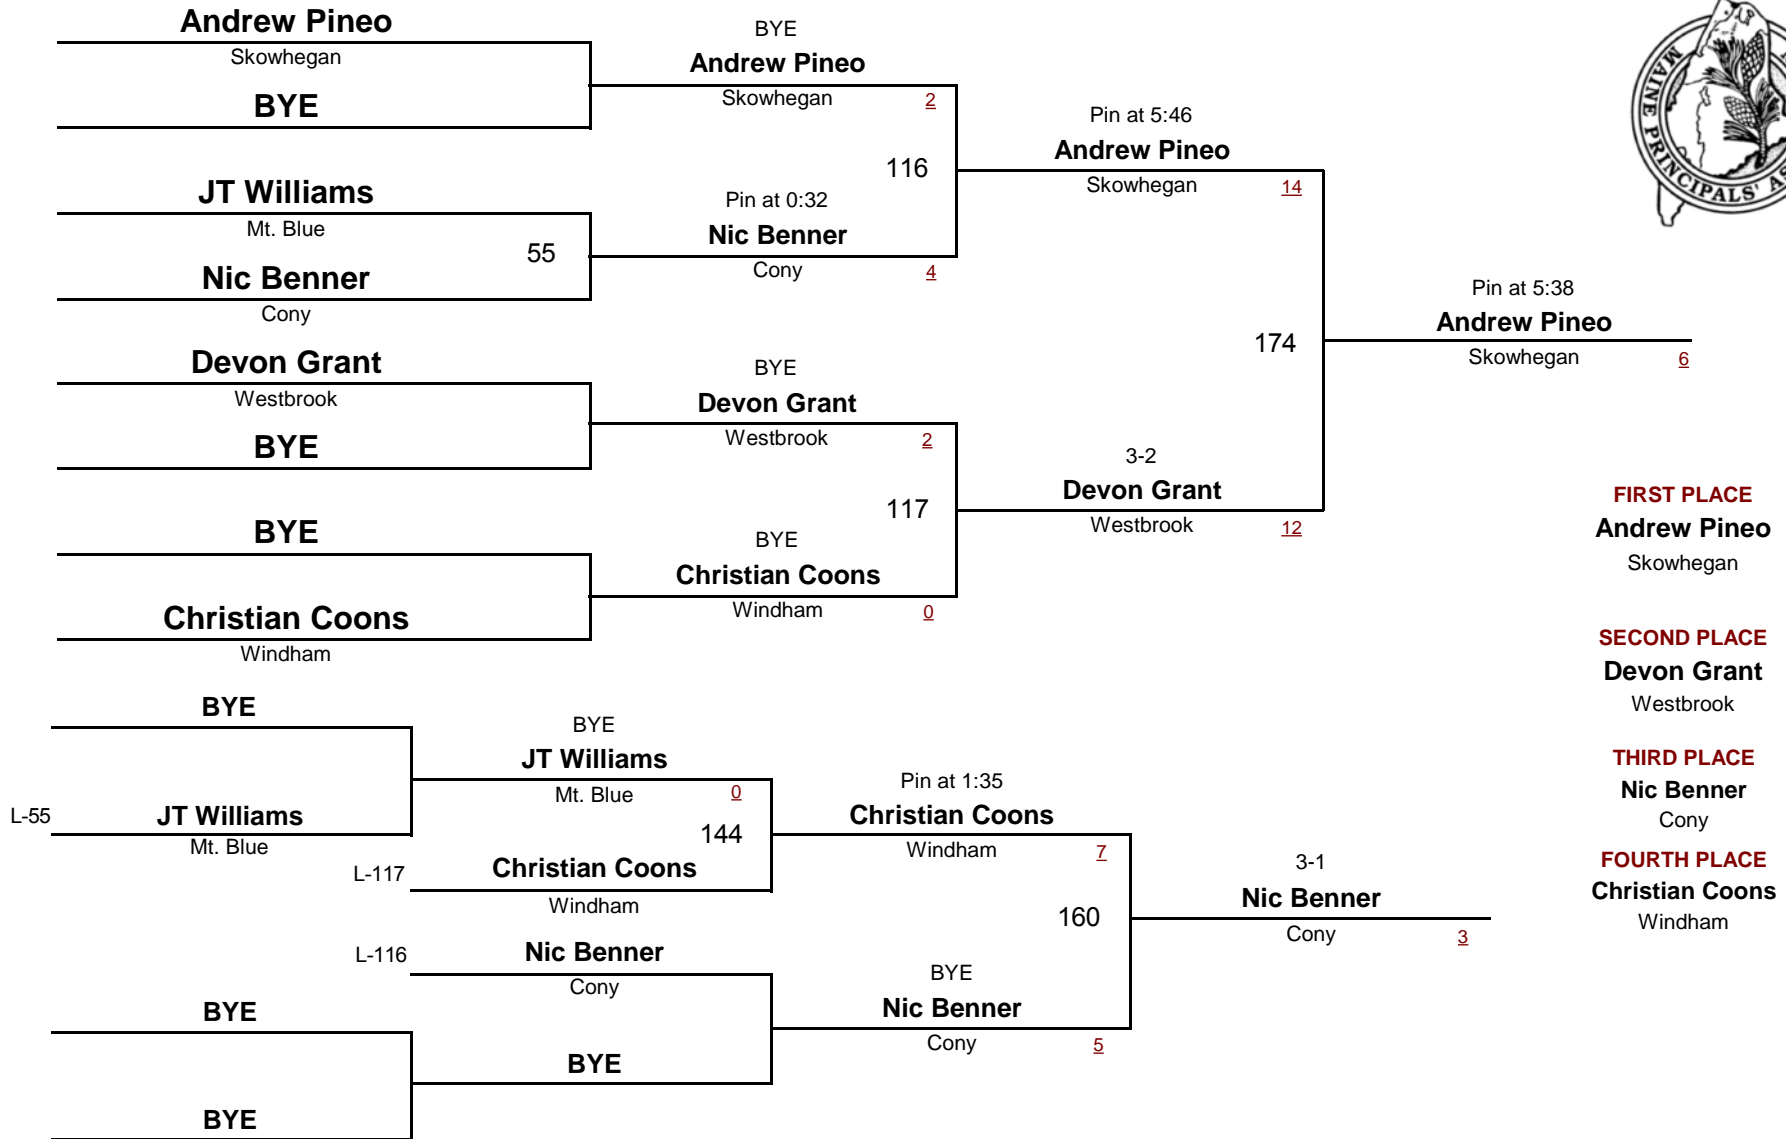 Andrew Pineo
Skowhegan
BYE
JT Williams
Mt. Blue
55
Nic Benner
Cony
Devon Grant
Westbrook
BYE
BYE
Christian Coons
Windham
BYE
Andrew Pineo
Skowhegan 2
116
Pin at 0:32
Nic Benner
Cony 4
BYE
Devon Grant
Westbrook 2
117
BYE
Christian Coons
Windham 0
Pin at 5:46
Andrew Pineo
Skowhegan 14
174
3-2
Devon Grant
Westbrook 12
Pin at 5:38
Andrew Pineo
Skowhegan 6
MAINE PRINCIPALS'
FIRST PLACE
Andrew Pineo
Skowhegan
SECOND PLACE
Devon Grant
Westbrook
THIRD PLACE
Nic Benner
Cony
FOURTH PLACE
Christian Coons
Windham
BYE
L-55 JT Williams
Mt. Blue
BYE
JT Williams
Mt. Blue 0
144
L-117 Christian Coons
Windham
L-116 Nic Benner
Cony
BYE
BYE
BYE
Pin at 1:35
Christian Coons
Windham 7
160
BYE
Nic Benner
Cony 5
3-1
Nic Benner
Cony 3